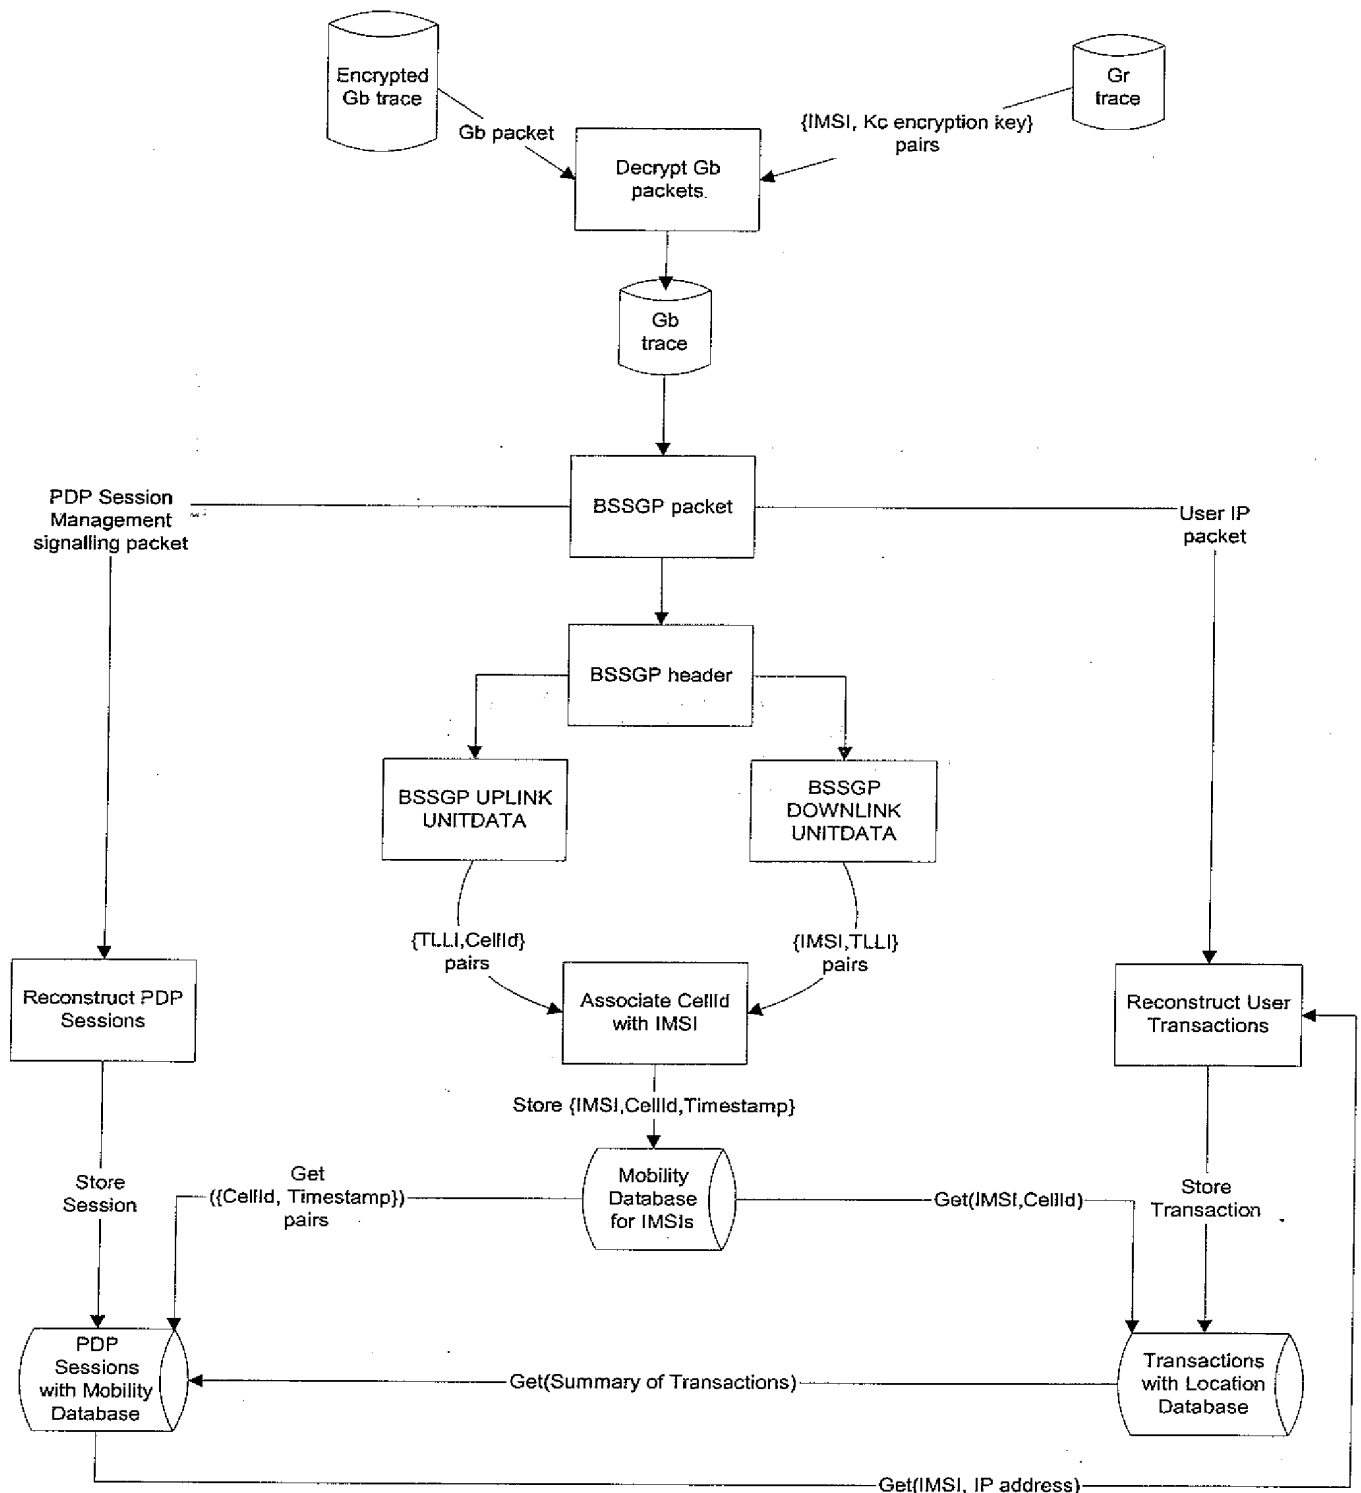 Encrypted
Gb trace
Gr
trace
Gb packet
{IMSI, Kc encryption key}
pairs
Decrypt Gb
packets.
Gb
trace
PDP Session
Management
signalling packet
BSSGP packet
User IP
packet
BSSGP header
BSSGP UPLINK
UNITDATA
BSSGP
DOWNLINK
UNITDATA
{TLLI,CellId}
pairs
{IMSI,TLLI}
pairs
Reconstruct PDP
Sessions
Associate CellId
with IMSI
Reconstruct User
Transactions
Store {IMSI,CellId,Timestamp}
Store
Session
Get
({CellId, Timestamp})
pairs
Mobility
Database
for IMSIs
Get(IMSI,CellId)
Store
Transaction
PDP
Sessions
with Mobility
Database
Get(Summary of Transactions)
Transactions
with Location
Database
Get(IMSI, IP address)